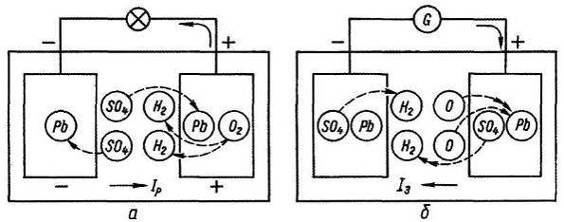 − + − G +
SO₄ H₂ H₂ O
Pb Pb O₂ SO₄ Pb SO₄ Pb
SO₄ H₂ H₂ O
− Iр + Iз
а б